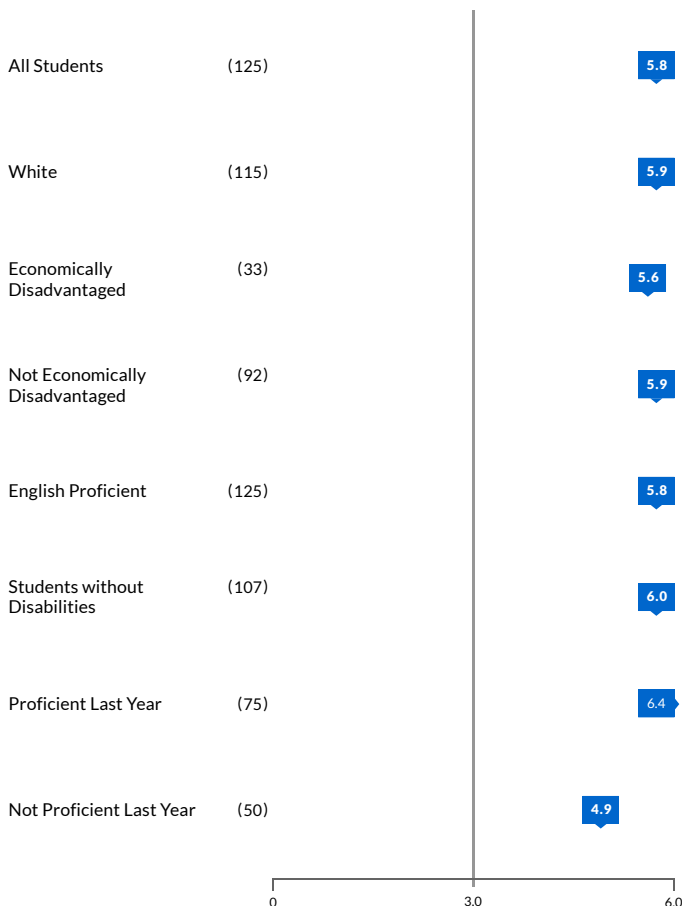 All Students (125) 5.8
White (115) 5.9
Economically (33)
Disadvantaged 5.6
Not Economically (92)
Disadvantaged 5.9
English Proficient (125) 5.8
Students without (107)
Disabilities 6.0
Proficient Last Year (75) 6.4
Not Proficient Last Year (50) 4.9
0 3.0 6.0